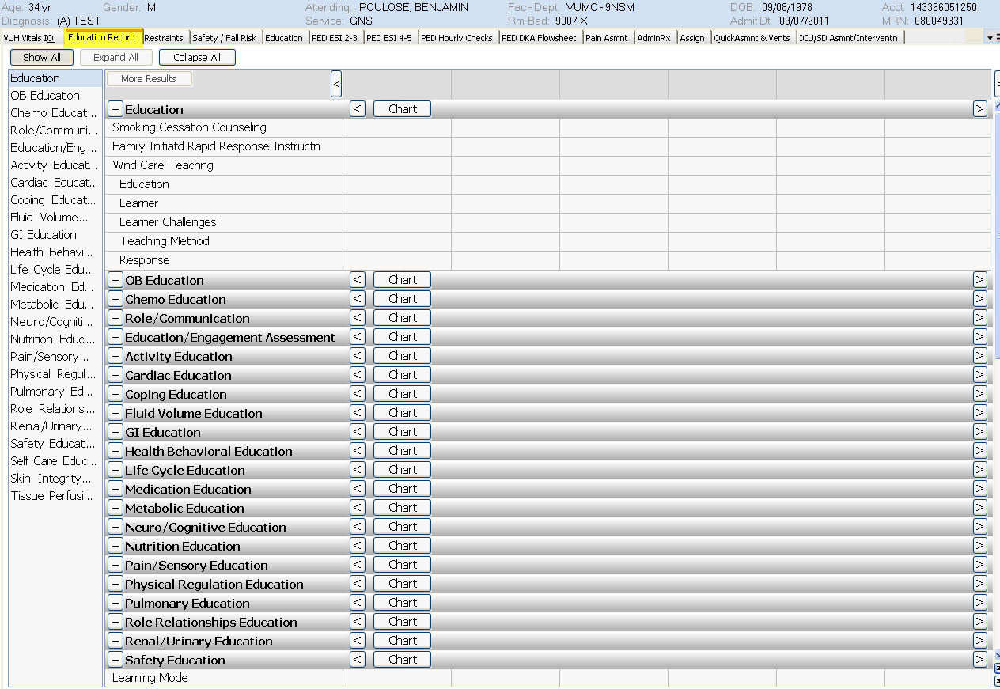 Age: 34 yr Gender: M Attending: POULOSE, BENJAMIN Fac - Dept: VUMC - 9NSM DOB: 09/08/1978 Acct: 143366051250
Diagnosis: (A) TEST Service: GNS Rm-Bed: 9007-X Admit Dt: 09/07/2011 MRN: 080049331
VUH Vitals IO Education Record Restraints Safety / Fall Risk Education PED ESI 2-3 PED ESI 4-5 PED Hourly Checks PED DKA Flowsheet Pain Asmnt AdminRx Assign QuickAsmnt & Vents ICU/SD Asmnt/Interventn
Show All Expand All Collapse All
Education
OB Education
Chemo Educat...
Role/Communi...
Education/Eng...
Activity Educat...
Cardiac Educat...
Coping Educat...
Fluid Volume...
GI Education
Health Behavi...
Life Cycle Edu...
Medication Ed...
Metabolic Edu...
Neuro/Cogniti...
Nutrition Educ...
Pain/Sensory...
Physical Regul...
Pulmonary Ed...
Role Relations...
Renal/Urinary...
Safety Educati...
Self Care Educ...
Skin Integrity...
Tissue Perfusi...
More Results <
>
− Education < Chart >
Smoking Cessation Counseling
Family Initiatd Rapid Response Instructn
Wnd Care Teachng
Education
Learner
Learner Challenges
Teaching Method
Response
− OB Education < Chart >
− Chemo Education < Chart >
− Role/Communication < Chart >
− Education/Engagement Assessment < Chart >
− Activity Education < Chart >
− Cardiac Education < Chart >
− Coping Education < Chart >
− Fluid Volume Education < Chart >
− GI Education < Chart >
− Health Behavioral Education < Chart >
− Life Cycle Education < Chart >
− Medication Education < Chart >
− Metabolic Education < Chart >
− Neuro/Cognitive Education < Chart >
− Nutrition Education < Chart >
− Pain/Sensory Education < Chart >
− Physical Regulation Education < Chart >
− Pulmonary Education < Chart >
− Role Relationships Education < Chart >
− Renal/Urinary Education < Chart >
− Safety Education < Chart >
Learning Mode